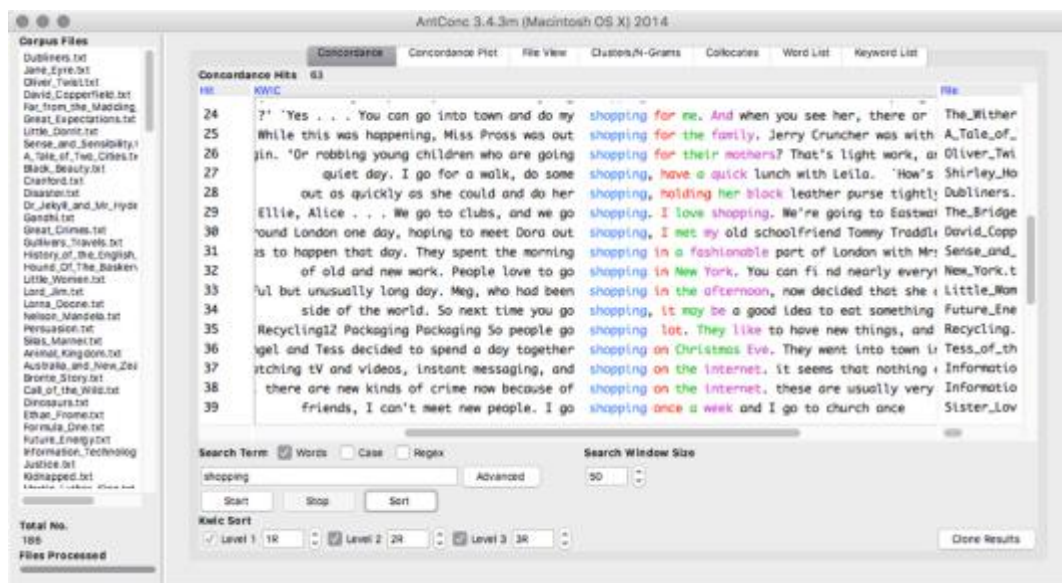 AntConc 3.4.3m (Macintosh OS X) 2014
Corpus Files
Dubliners.txt
Jane_Eyre.txt
Oliver_Twist.txt
David_Copperfield.txt
Far_from_the_Madding
Great_Expectations.txt
Little_Dorrit.txt
Sense_and_Sensibility.t
A_Tale_of_Two_Cities.tx
Black_Beauty.txt
Cranford.txt
Disaster.txt
Dr_Jekyll_and_Mr_Hyde
Gandhi.txt
Great_Crimes.txt
Gullivers_Travels.txt
History_of_the_English.
Hound_Of_The_Basker
Little_Women.txt
Lord_Jim.txt
Lorna_Doone.txt
Nelson_Mandela.txt
Persuasion.txt
Silas_Marner.txt
Animal_Kingdom.txt
Australia_and_New_Zea
Bronte_Story.txt
Call_of_the_Wild.txt
Dinosaurs.txt
Ethan_Frome.txt
Formula_One.txt
Future_Energy.txt
Information_Technolog
Justice.txt
Kidnapped.txt
Total No.
186
Files Processed
Concordance Concordance Plot File View Clusters/N-Grams Collocates Word List Keyword List
Concordance Hits 63
Hit KWIC File
24 ?' 'Yes . . . You can go into town and do my shopping for me. And when you see her, there or The_Wither
25 While this was happening, Miss Pross was out shopping for the family. Jerry Cruncher was with A_Tale_of_
26 gin. 'Or robbing young children who are going shopping for their mothers? That's light work, an Oliver_Twi
27 quiet day. I go for a walk, do some shopping, have a quick lunch with Leila. 'How's Shirley_Ho
28 out as quickly as she could and do her shopping, holding her black leather purse tightly Dubliners.
29 Ellie, Alice . . . We go to clubs, and we go shopping. I love shopping. We're going to Eastwa The_Bridge
30 round London one day, hoping to meet Dora out shopping, I met my old schoolfriend Tommy Traddle David_Copp
31 as to happen that day. They spent the morning shopping in a fashionable part of London with Mr Sense_and_
32 of old and new work. People love to go shopping in New York. You can fi nd nearly every New_York.t
33 ful but unusually long day. Meg, who had been shopping in the afternoon, now decided that she Little_Wom
34 side of the world. So next time you go shopping, it may be a good idea to eat something Future_Ene
35 Recycling12 Packaging Packaging So people go shopping lot. They like to have new things, and Recycling.
36 ngel and Tess decided to spend a day together shopping on Christmas Eve. They went into town i Tess_of_th
37 atching tV and videos, instant messaging, and shopping on the internet. it seems that nothing Informatio
38 there are new kinds of crime now because of shopping on the internet. these are usually very Informatio
39 friends, I can't meet new people. I go shopping once a week and I go to church once Sister_Lov
Search Term Words Case Regex Search Window Size
shopping Advanced 50
Start Stop Sort
Kwic Sort
Level 1 1R Level 2 2R Level 3 3R Clone Results